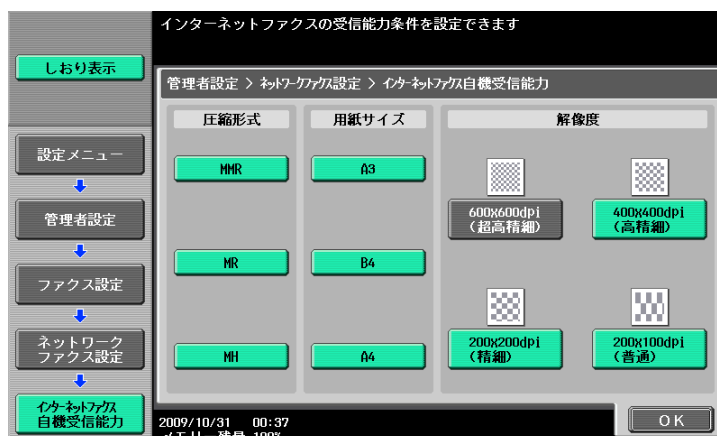 インターネットファクスの受信能力条件を設定できます
しおり表示
管理者設定 > ネットワークファクス設定 > インターネットファクス自機受信能力
圧縮形式
用紙サイズ
解像度
設定メニュー
管理者設定
ファクス設定
ネットワーク
ファクス設定
インターネットファクス
自機受信能力
MMR
A3
600x600dpi
(超高精細)
400x400dpi
(高精細)
MR
B4
MH
A4
200x200dpi
(精細)
200x100dpi
(普通)
2009/10/31 00:37
メモリー残量 100%
OK